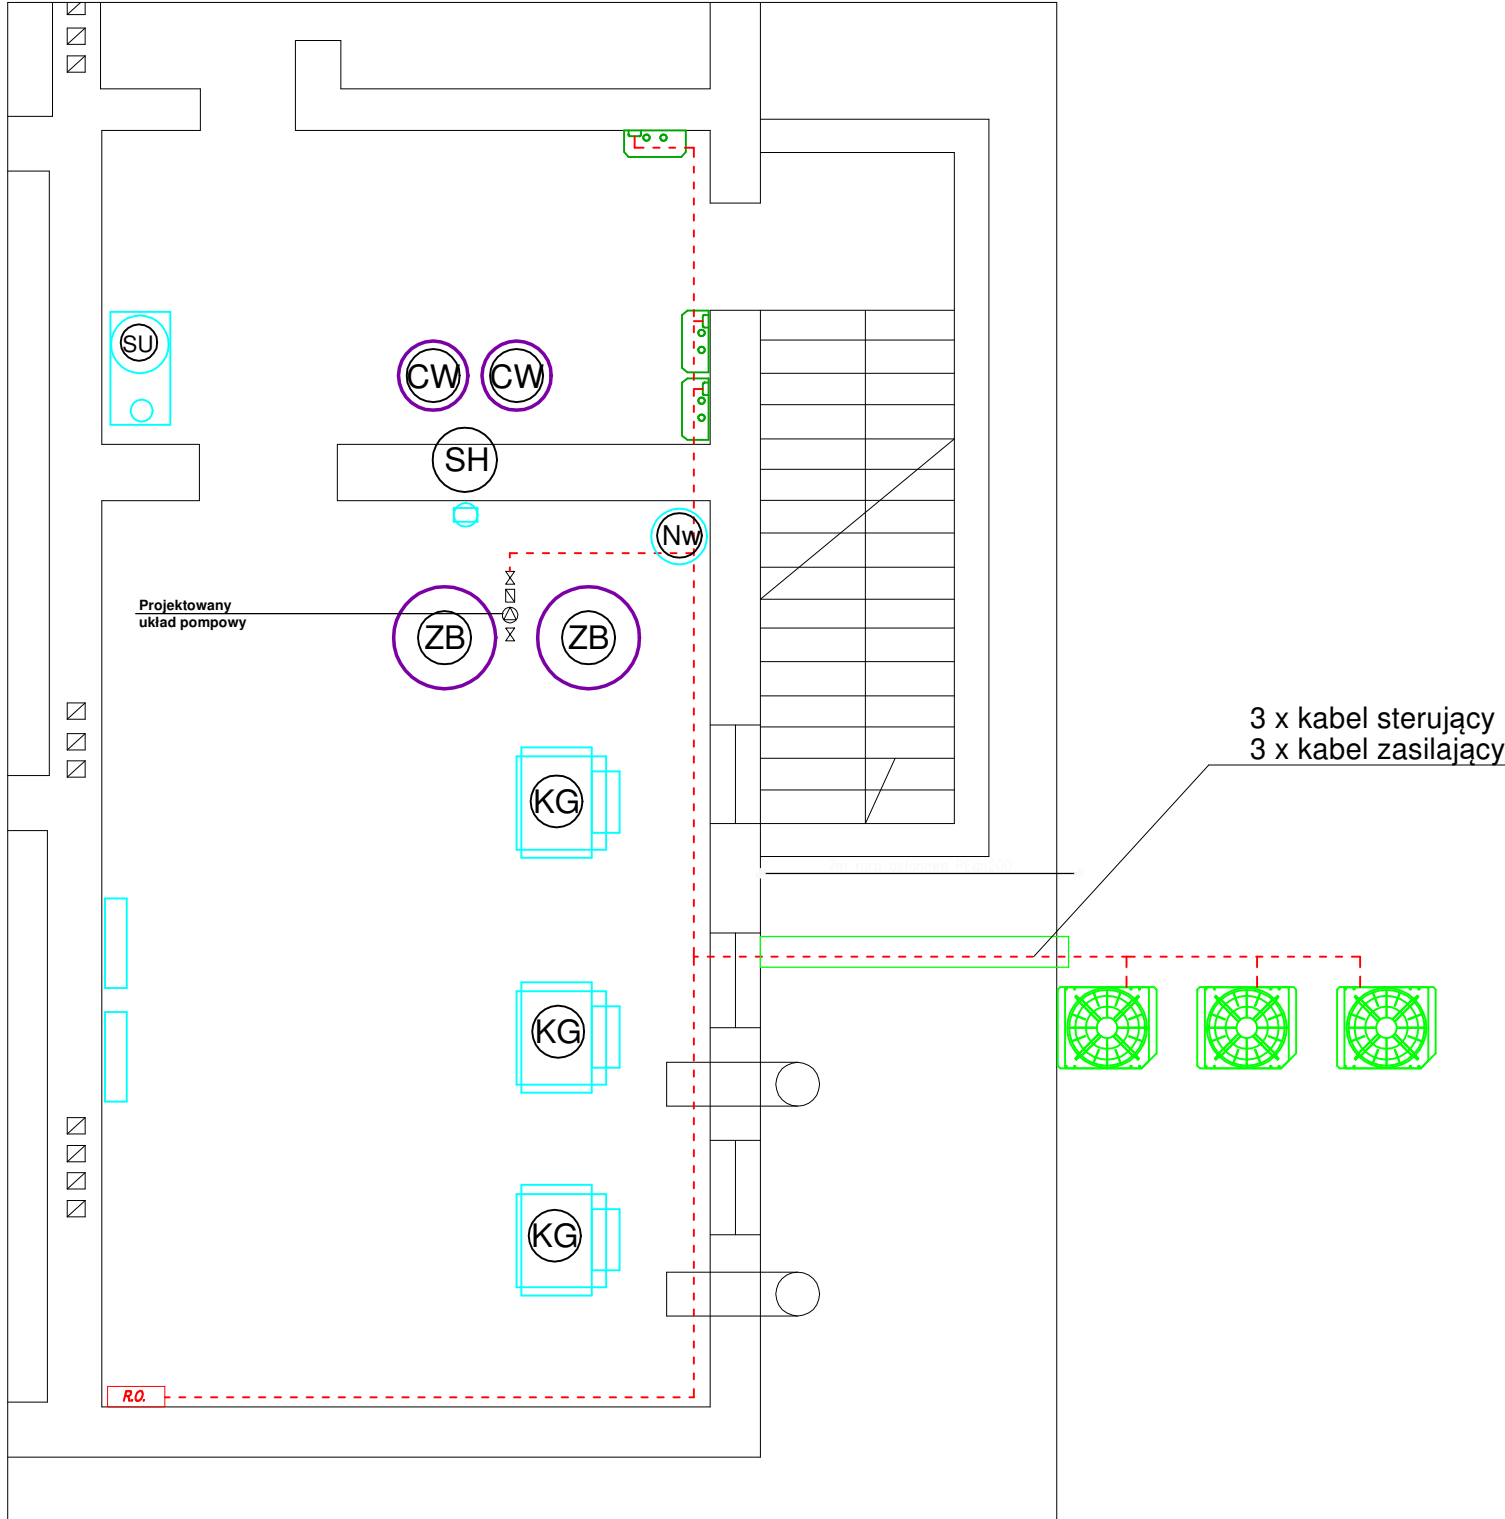 SU
CW CW
SH
Nw
Projektowany
układ pompowy
ZB ZB
3 x kabel sterujący
3 x kabel zasilający
KG
KG
KG
R.O.